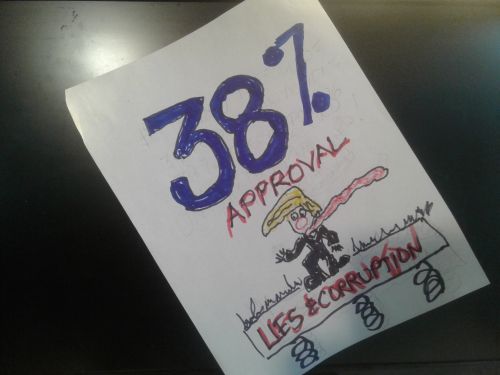 38%
APPROVAL
LIES & CORRUPTION